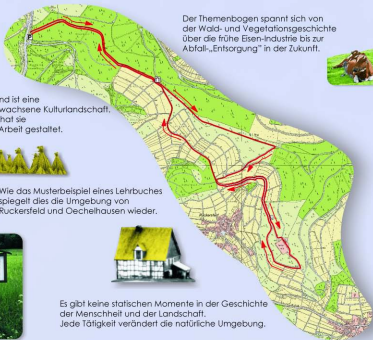 Der Themenbogen spannt sich von
der Wald- und Vegetationsgeschichte
über die frühe Eisen-Industrie bis zur
Abfall-„Entsorgung" in der Zukunft.
P
nd ist eine
wachsene Kulturlandschaft.
hat sie
Arbeit gestaltet.
Wie das Musterbeispiel eines Lehrbuches
spiegelt dies die Umgebung von
Ruckersfeld und Oechelhausen wieder.
Es gibt keine statischen Momente in der Geschichte
der Menschheit und der Landschaft.
Jede Tätigkeit verändert die natürliche Umgebung.